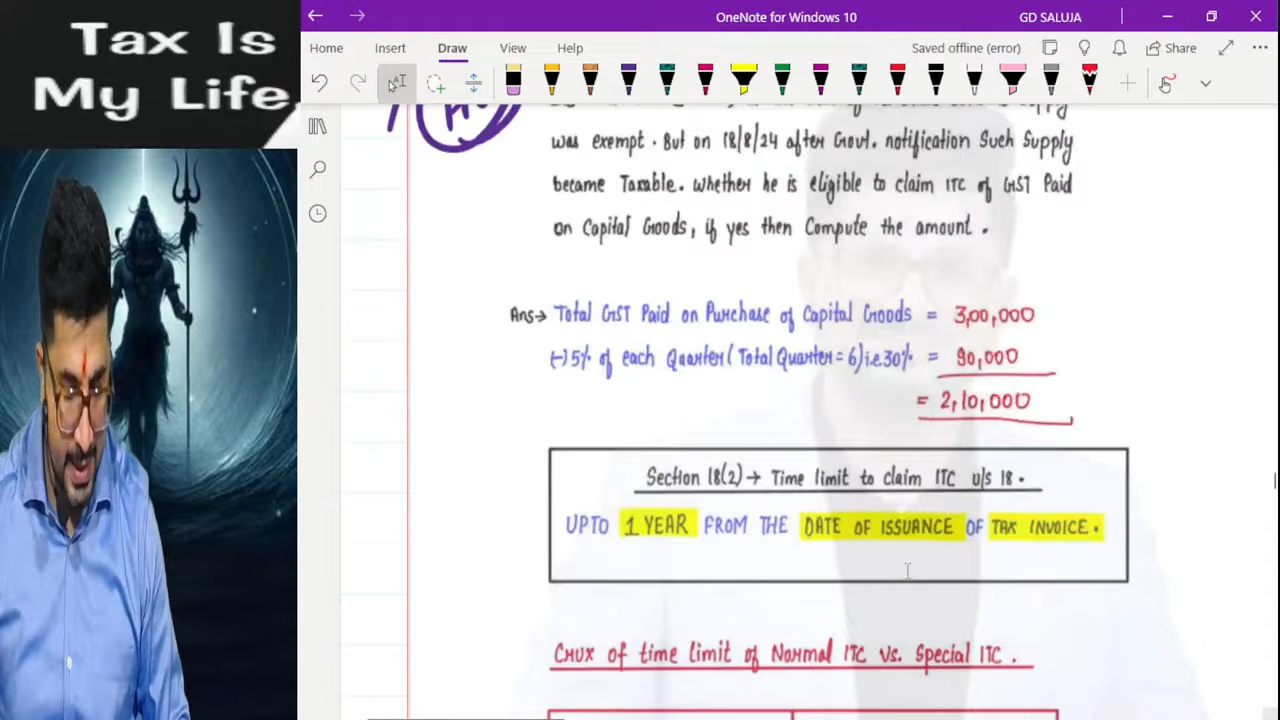 Tax Is
My Life.
OneNote for Windows 10
GD SALUJA
Home
Insert
Draw
View
Help
Saved offline (error)
Share
was exempt. But on 18/8/24 after Govt. notification Such Supply
became Taxable. Whether he is eligible to claim ITC of GST Paid
on Capital Goods, if yes then Compute the amount.
Ans→ Total GST Paid on Purchase of Capital Goods = 3,00,000
(-) 5% of each Quarter (Total Quarter = 6) i.e. 30% = 90,000
= 2,10,000
Section 18(2) → Time limit to claim ITC u/s 18.
UPTO 1 YEAR FROM THE DATE OF ISSUANCE OF TAX INVOICE.
Crux of time limit of Normal ITC Vs. Special ITC.